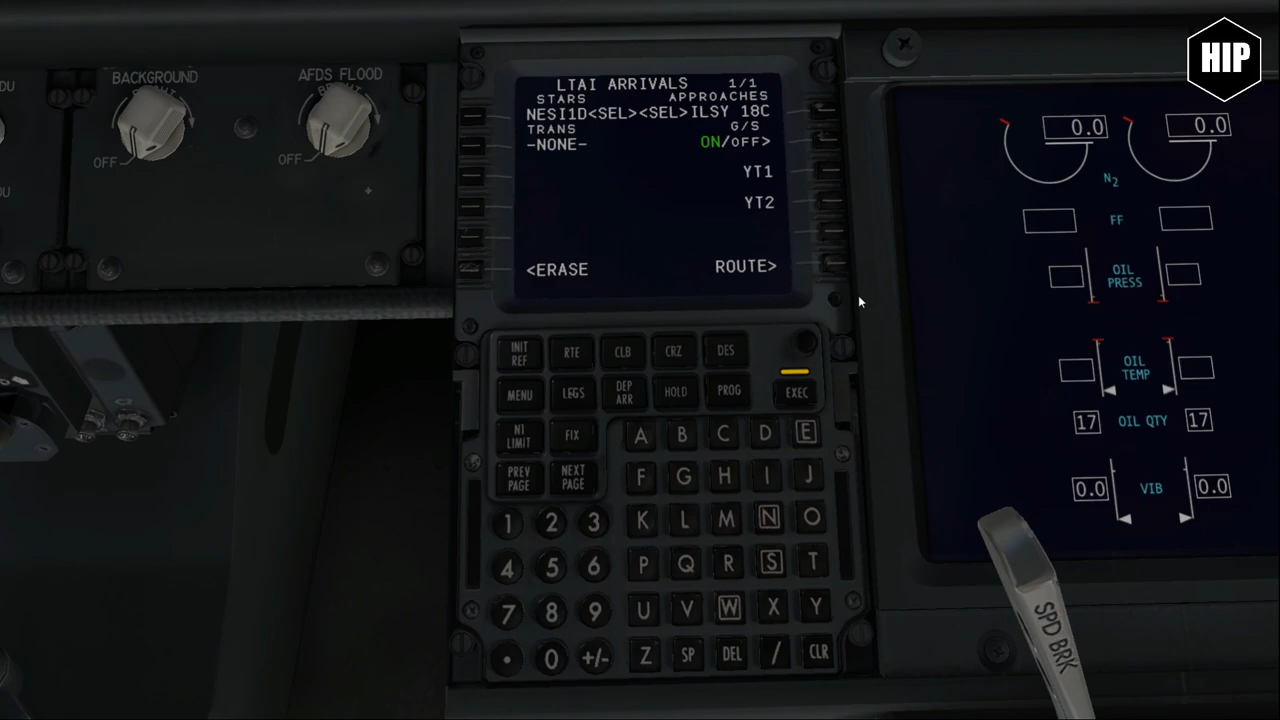 HIP
DU
BACKGROUND
OFF
AFDS FLOOD
OFF
LTAI ARRIVALS 1/1
STARS APPROACHES
NESI1D<SEL><SEL>ILSY 18C
TRANS G/S
-NONE- ON/OFF>
YT1
YT2
<ERASE ROUTE>
INIT REF RTE CLB CRZ DES
MENU LEGS DEP ARR HOLD PROG EXEC
N1 LIMIT FIX
PREV PAGE NEXT PAGE
A B C D E
F G H I J
K L M N O
P Q R S T
U V W X Y
Z SP DEL / CLR
1 2 3
4 5 6
7 8 9
. 0 +/-
0.0 0.0
N2
FF
OIL PRESS
OIL TEMP
17 OIL QTY 17
0.0 VIB 0.0
SPD BRK